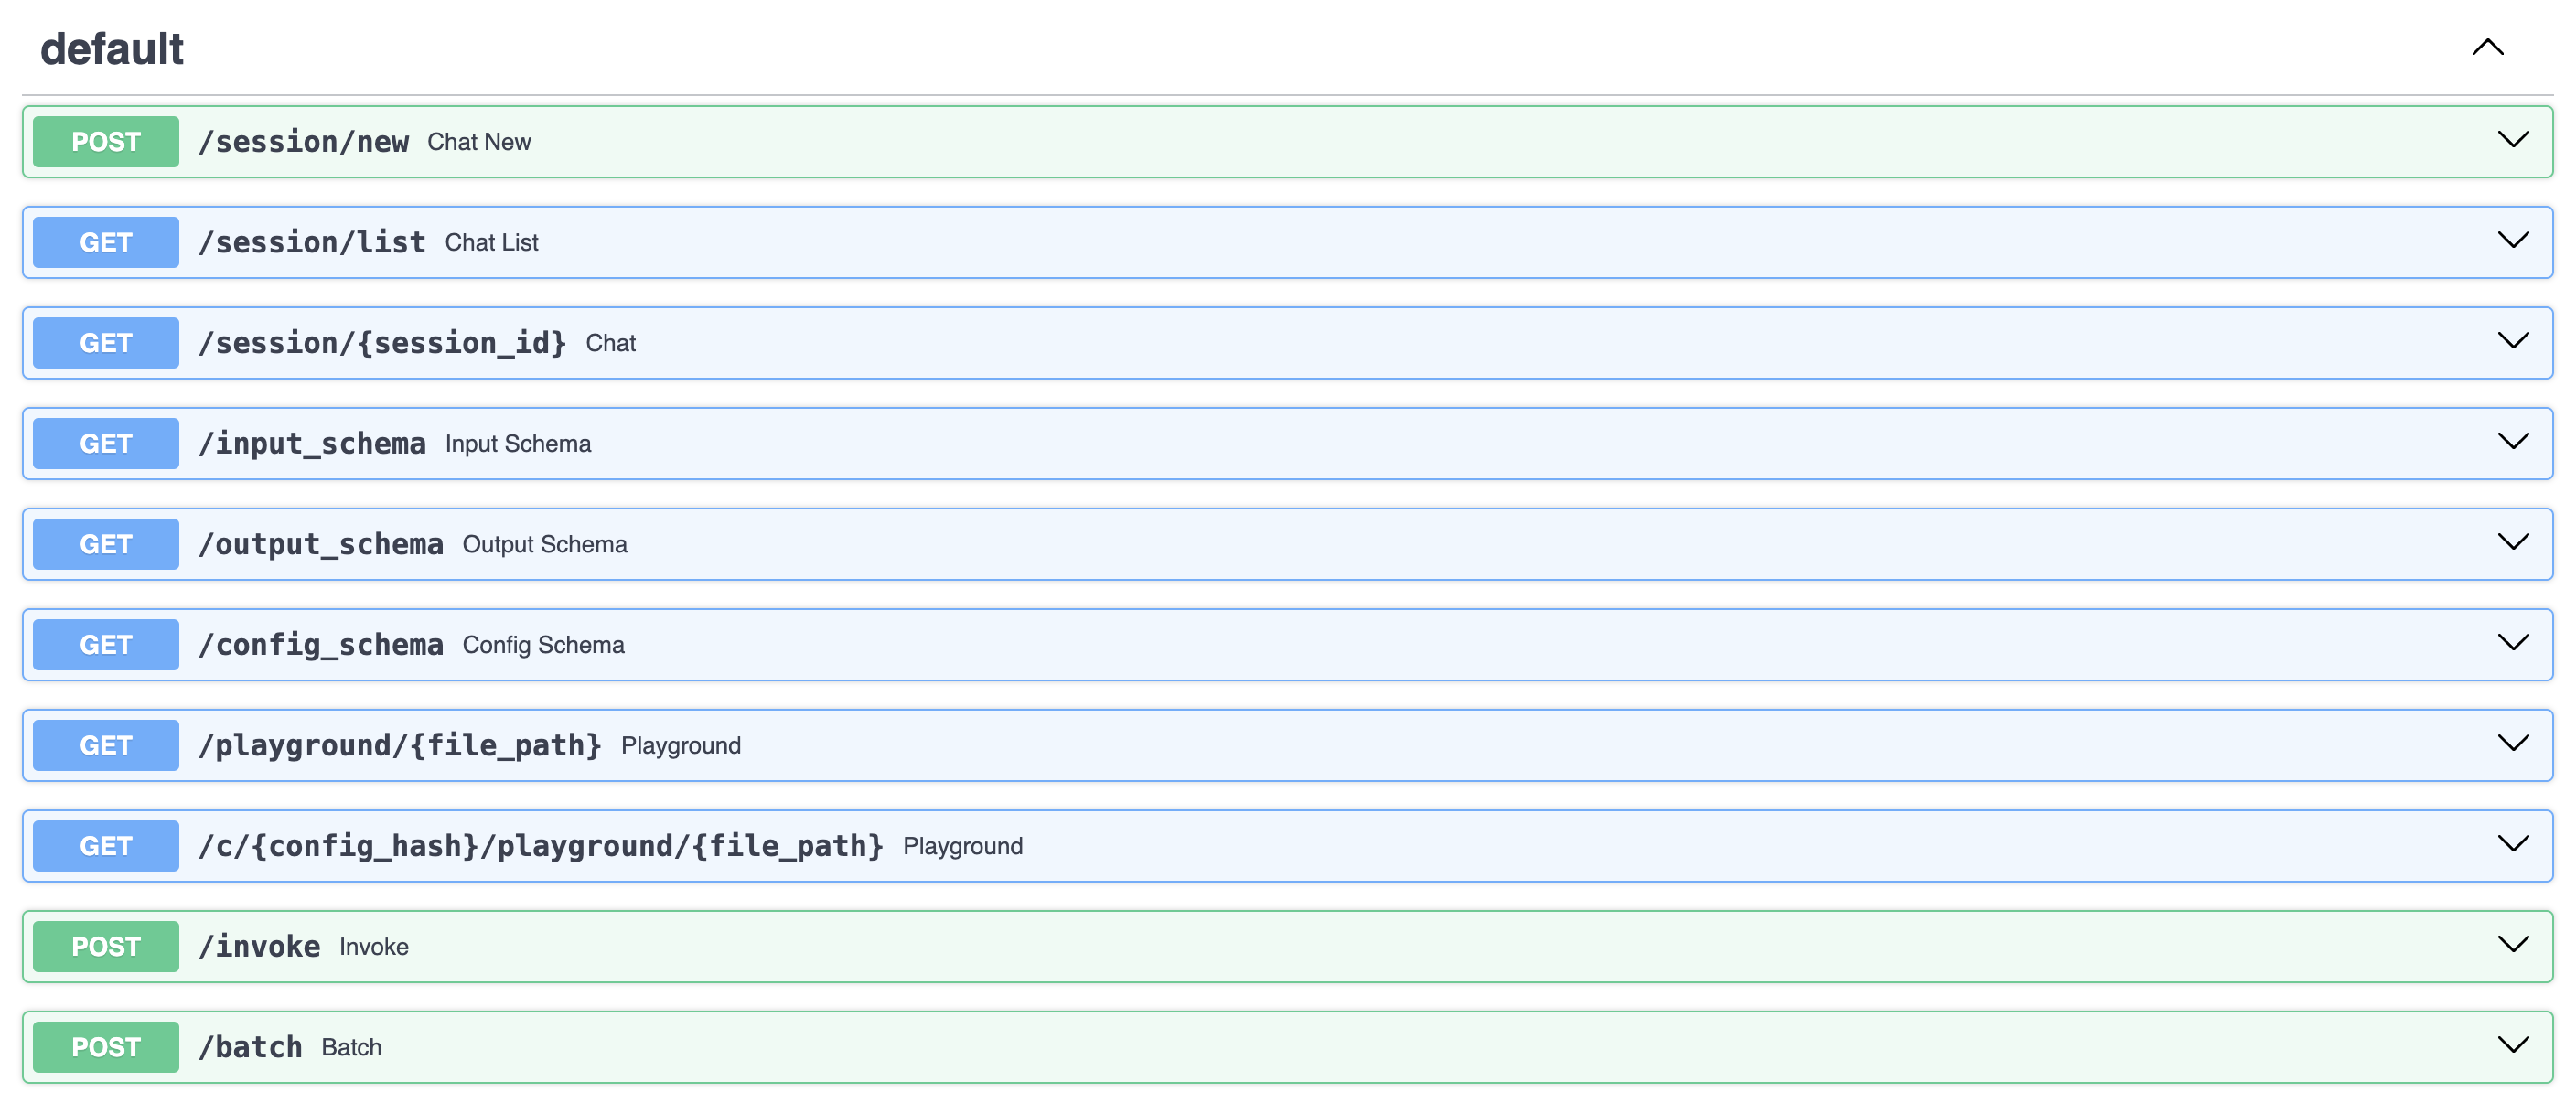 default
POST /session/new Chat New
GET /session/list Chat List
GET /session/{session_id} Chat
GET /input_schema Input Schema
GET /output_schema Output Schema
GET /config_schema Config Schema
GET /playground/{file_path} Playground
GET /c/{config_hash}/playground/{file_path} Playground
POST /invoke Invoke
POST /batch Batch